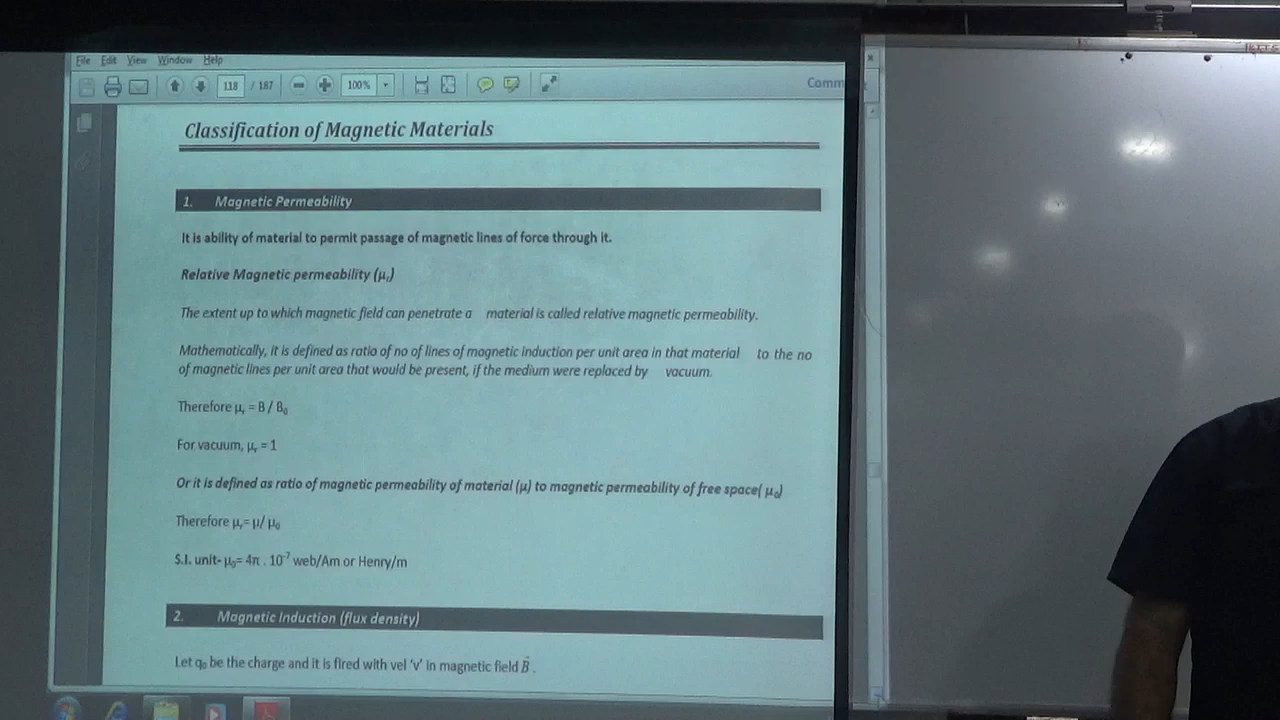 File Edit View Window Help
118 / 187 100% Comm
Classification of Magnetic Materials
1. Magnetic Permeability
It is ability of material to permit passage of magnetic lines of force through it.
Relative Magnetic permeability (μᵣ)
The extent up to which magnetic field can penetrate a material is called relative magnetic permeability.
Mathematically, it is defined as ratio of no of lines of magnetic induction per unit area in that material to the no
of magnetic lines per unit area that would be present, if the medium were replaced by vacuum.
Therefore μᵣ = B / B₀
For vacuum, μᵣ = 1
Or it is defined as ratio of magnetic permeability of material (μ) to magnetic permeability of free space( μ₀)
Therefore μᵣ= μ/ μ₀
S.I. unit- μ₀= 4π . 10⁻⁷ web/Am or Henry/m
2. Magnetic Induction (flux density)
Let q₀ be the charge and it is fired with vel ‘v’ in magnetic field B⃗ .